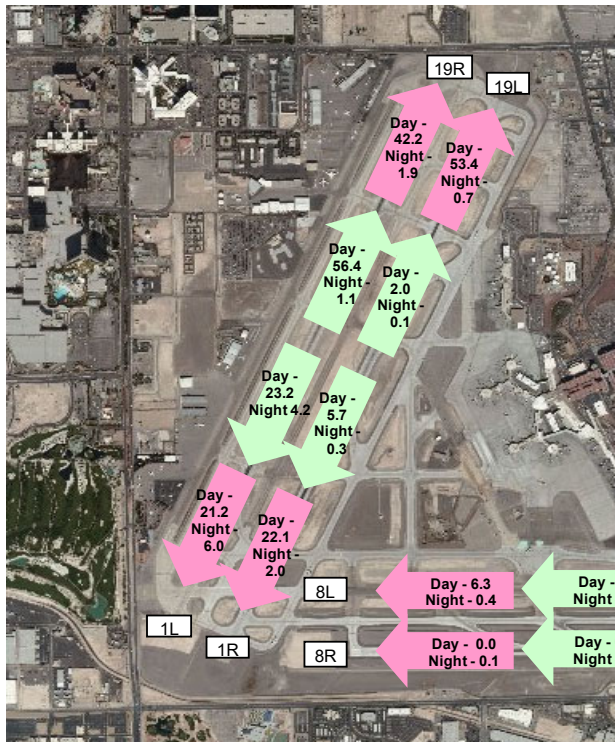 19R
19L
Day -
42.2
Night -
1.9
Day -
53.4
Night -
0.7
Day -
56.4
Night -
1.1
Day -
2.0
Night -
0.1
Day -
23.2
Night 4.2
Day -
5.7
Night -
0.3
Day -
21.2
Night -
6.0
Day -
22.1
Night -
2.0
8L
Day - 6.3
Night - 0.4
Day -
Night
1L
1R
8R
Day - 0.0
Night - 0.1
Day -
Night